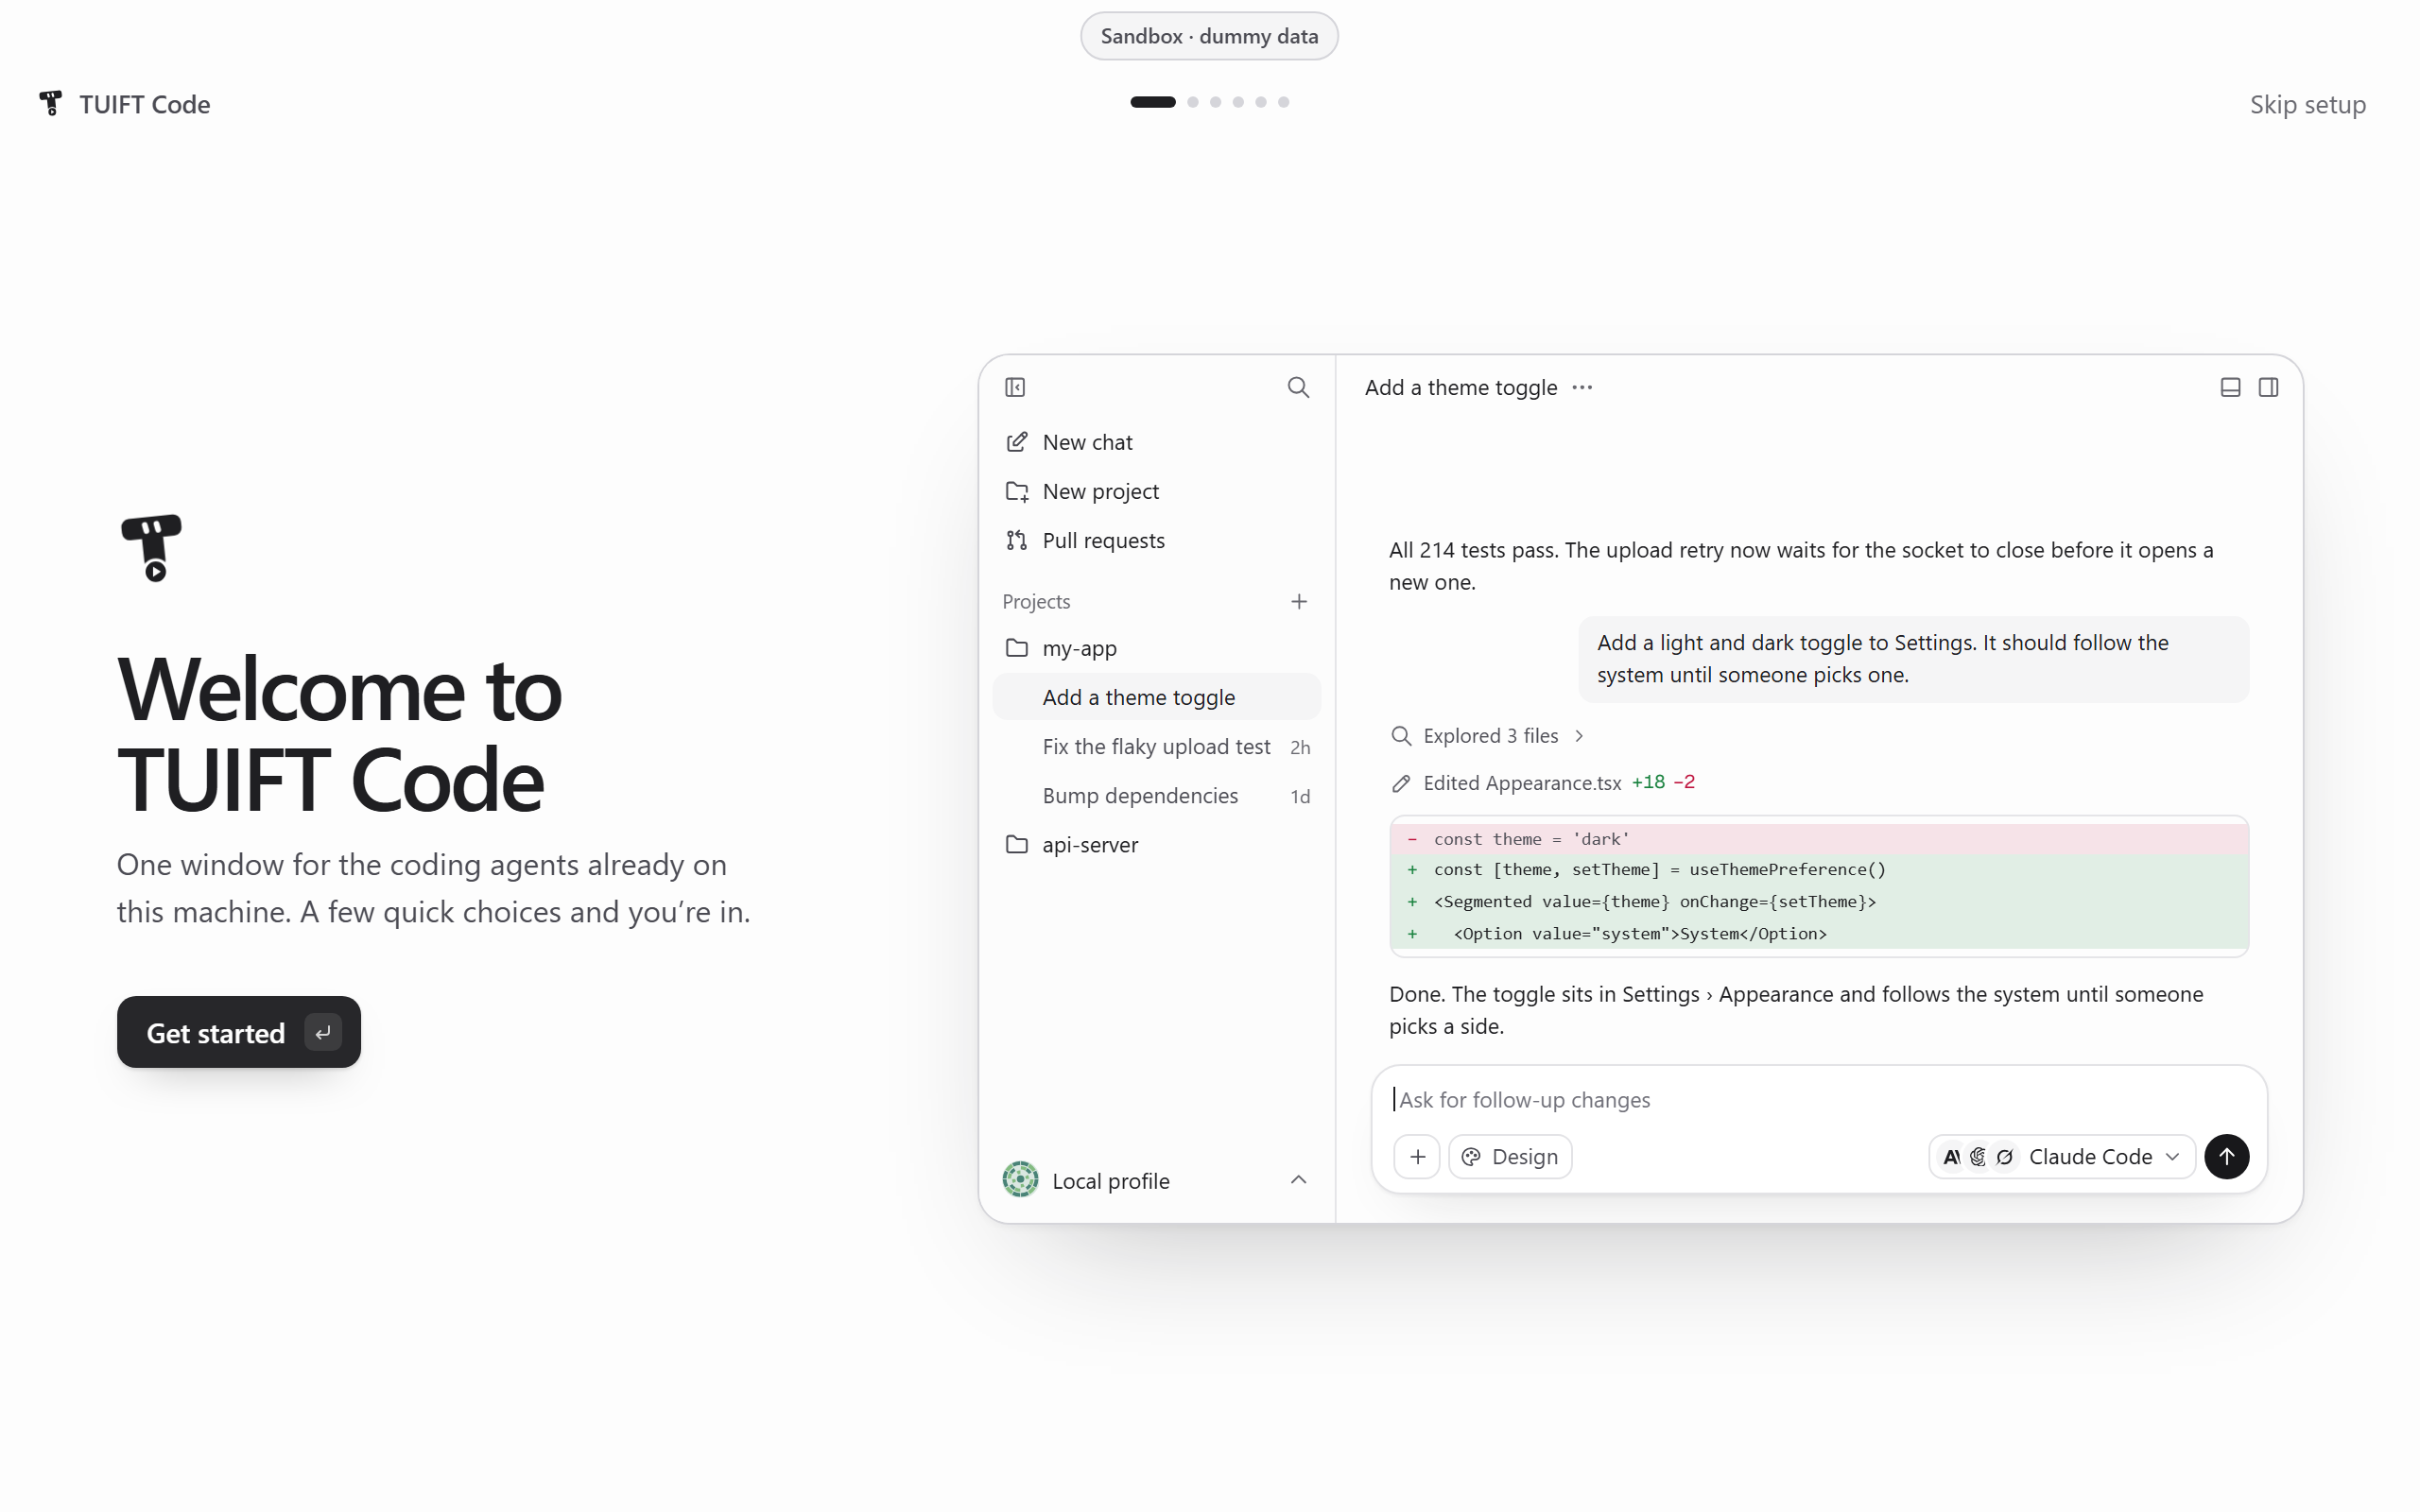 Sandbox · dummy data
TUIFT Code
Skip setup
Welcome to
TUIFT Code
One window for the coding agents already on
this machine. A few quick choices and you’re in.
Get started
New chat
New project
Pull requests
Projects
my-app
Add a theme toggle
Fix the flaky upload test 2h
Bump dependencies 1d
api-server
Local profile
Add a theme toggle
All 214 tests pass. The upload retry now waits for the socket to close before it opens a
new one.
Add a light and dark toggle to Settings. It should follow the
system until someone picks one.
Explored 3 files
Edited Appearance.tsx +18 −2
− const theme = 'dark'
+ const [theme, setTheme] = useThemePreference()
+ <Segmented value={theme} onChange={setTheme}>
+ <Option value="system">System</Option>
Done. The toggle sits in Settings › Appearance and follows the system until someone
picks a side.
Ask for follow-up changes
Design
Claude Code